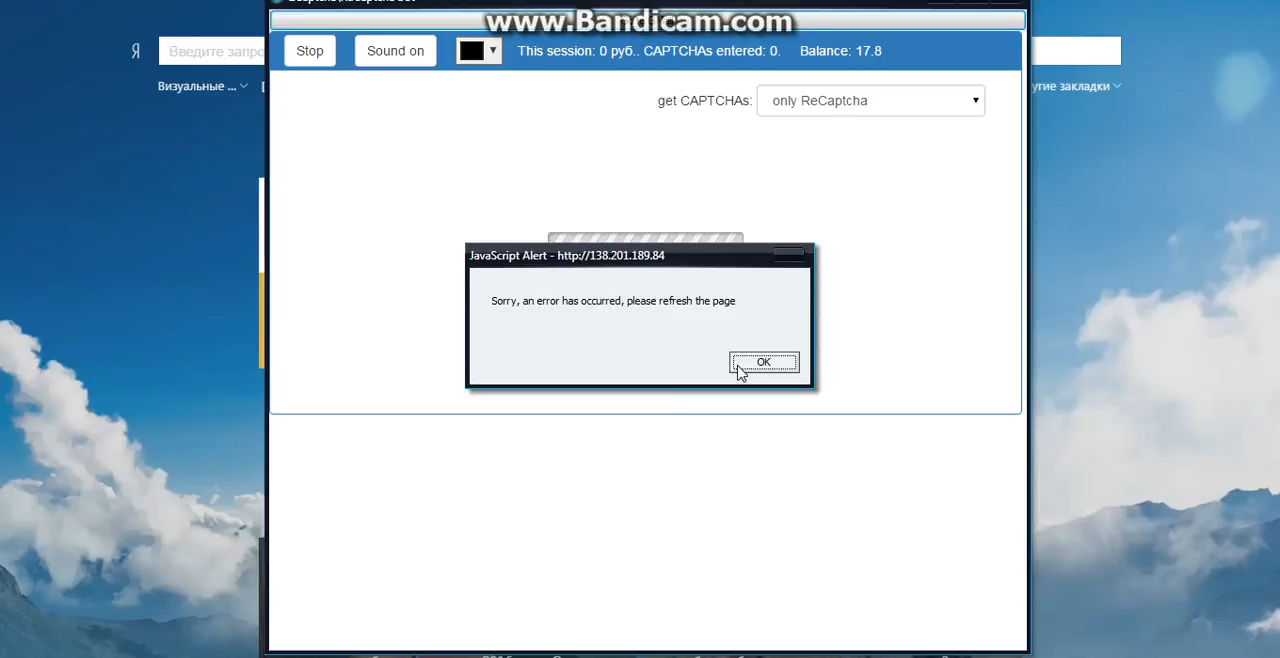 www.Bandicam.com
Я
Введите запро
Stop
Sound on
This session: 0 руб.. CAPTCHAs entered: 0.
Balance: 17.8
Визуальные ...
get CAPTCHAs:
only ReCaptcha
ругие закладки
JavaScript Alert - http://138.201.189.84
Sorry, an error has occurred, please refresh the page
OK